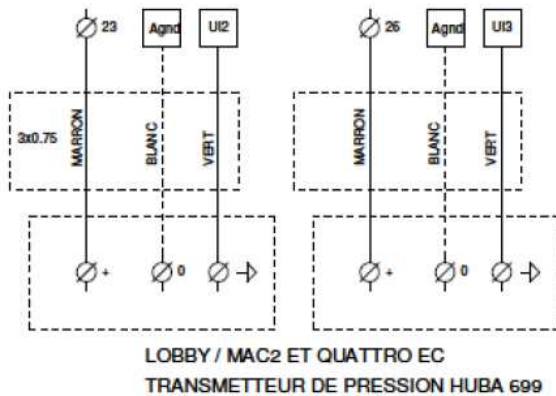 23 Agnd UI2 26 Agnd UI3
3x0.75 MARRON BLANC VERT MARRON BLANC VERT
+ 0 + 0
LOBBY / MAC2 ET QUATTRO EC
TRANSMETTEUR DE PRESSION HUBA 699